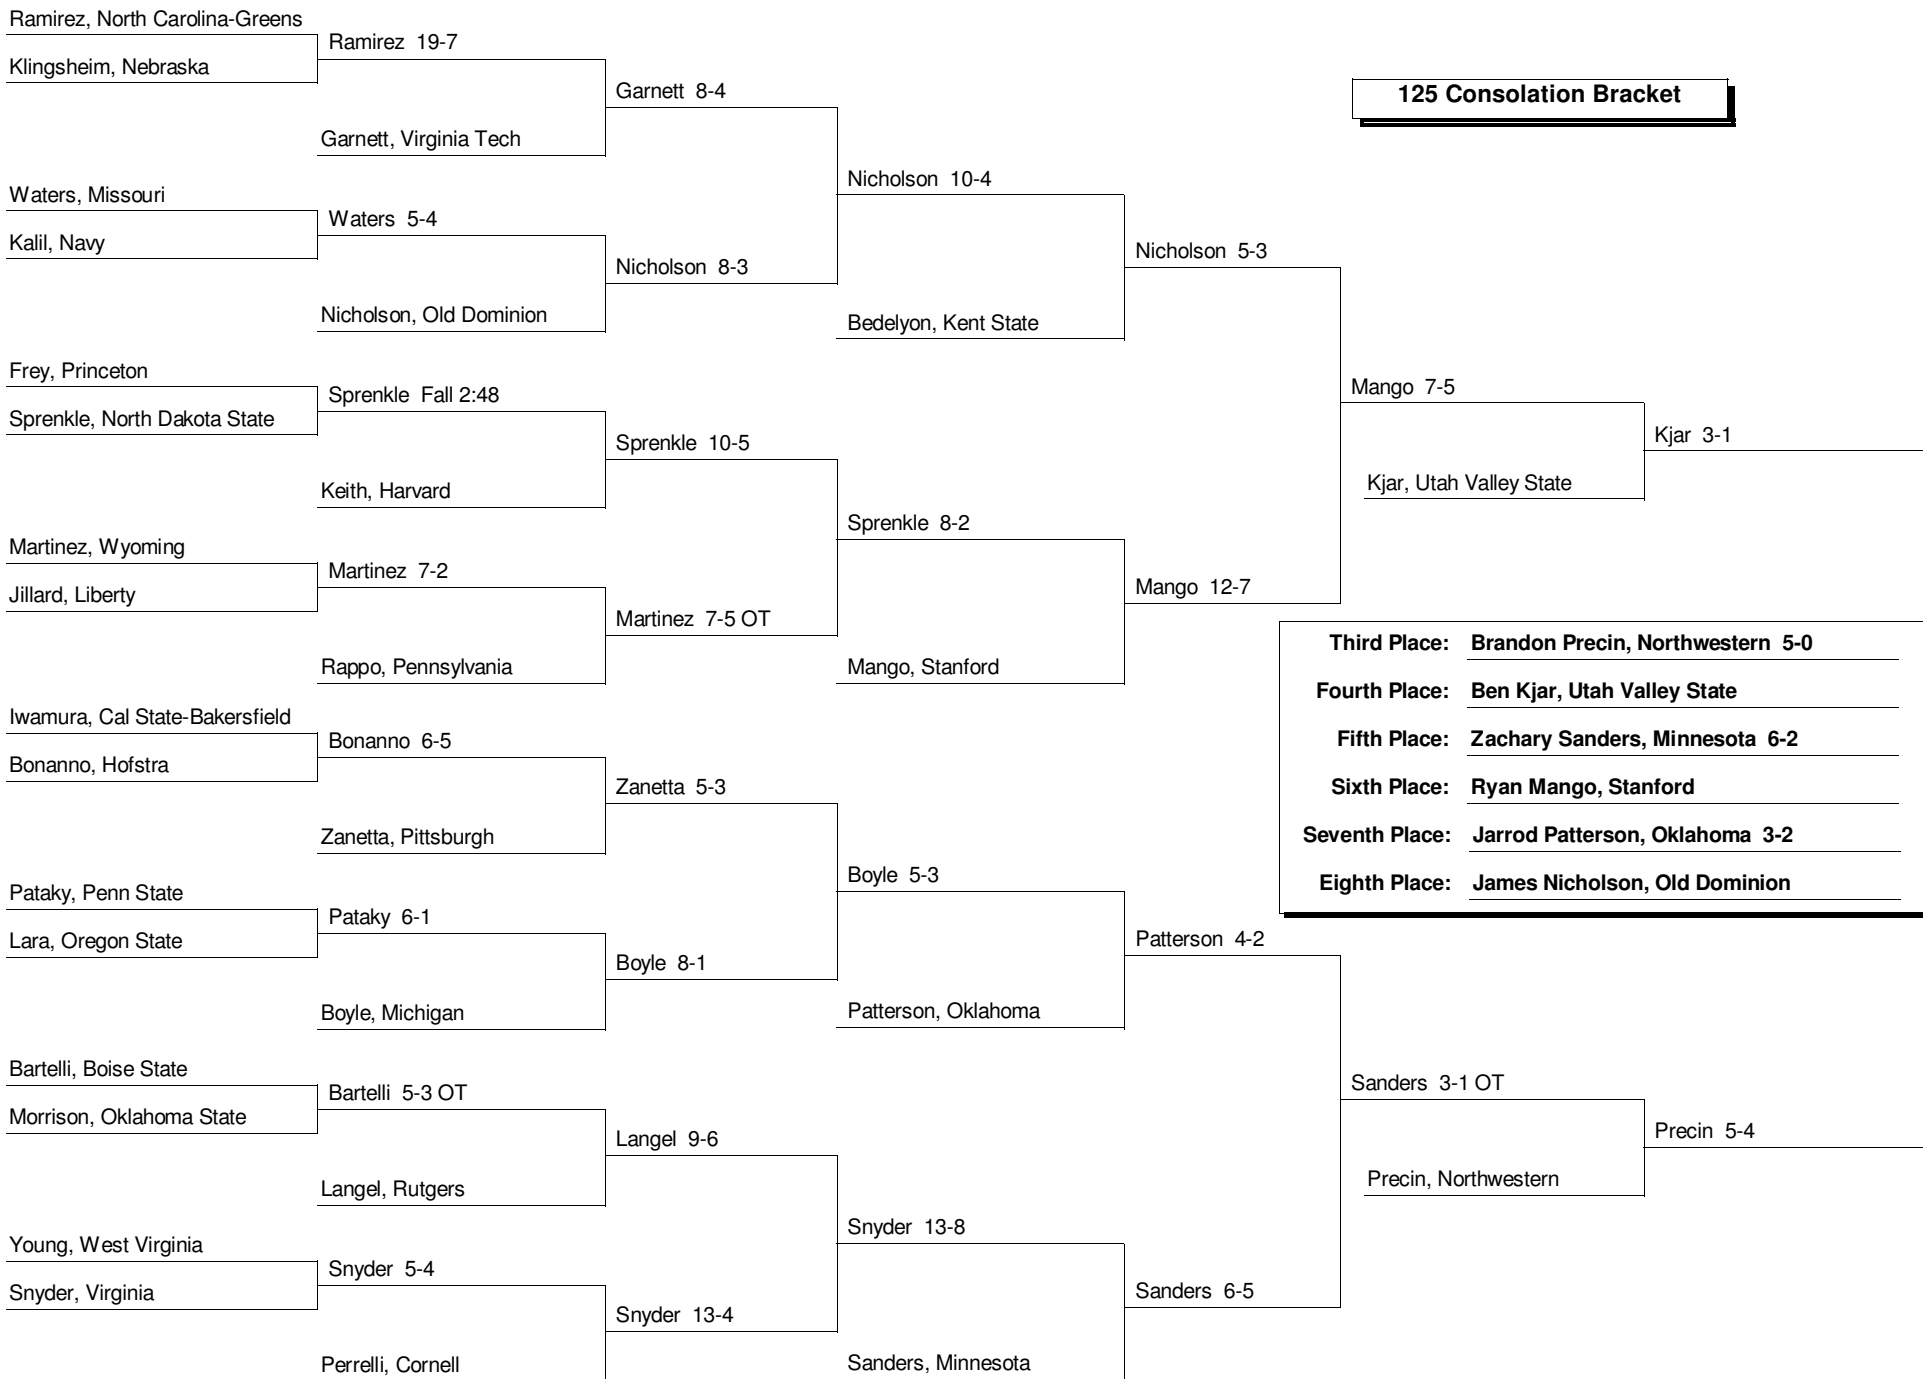 Ramirez, North Carolina-Greens
Klingsheim, Nebraska
Ramirez 19-7
Garnett, Virginia Tech
Garnett 8-4
125 Consolation Bracket
Waters, Missouri
Kalil, Navy
Waters 5-4
Nicholson, Old Dominion
Nicholson 8-3
Nicholson 10-4
Bedelyon, Kent State
Nicholson 5-3
Frey, Princeton
Sprenkle, North Dakota State
Sprenkle Fall 2:48
Keith, Harvard
Sprenkle 10-5
Martinez, Wyoming
Jillard, Liberty
Martinez 7-2
Rappo, Pennsylvania
Martinez 7-5 OT
Sprenkle 8-2
Mango, Stanford
Mango 12-7
Mango 7-5
Kjar, Utah Valley State
Kjar 3-1
Third Place: Brandon Precin, Northwestern 5-0
Fourth Place: Ben Kjar, Utah Valley State
Fifth Place: Zachary Sanders, Minnesota 6-2
Sixth Place: Ryan Mango, Stanford
Seventh Place: Jarrod Patterson, Oklahoma 3-2
Eighth Place: James Nicholson, Old Dominion
Iwamura, Cal State-Bakersfield
Bonanno, Hofstra
Bonanno 6-5
Zanetta, Pittsburgh
Zanetta 5-3
Pataky, Penn State
Lara, Oregon State
Pataky 6-1
Boyle, Michigan
Boyle 8-1
Boyle 5-3
Patterson, Oklahoma
Patterson 4-2
Bartelli, Boise State
Morrison, Oklahoma State
Bartelli 5-3 OT
Langel, Rutgers
Langel 9-6
Young, West Virginia
Snyder, Virginia
Snyder 5-4
Perrelli, Cornell
Snyder 13-4
Snyder 13-8
Sanders, Minnesota
Sanders 6-5
Sanders 3-1 OT
Precin, Northwestern
Precin 5-4